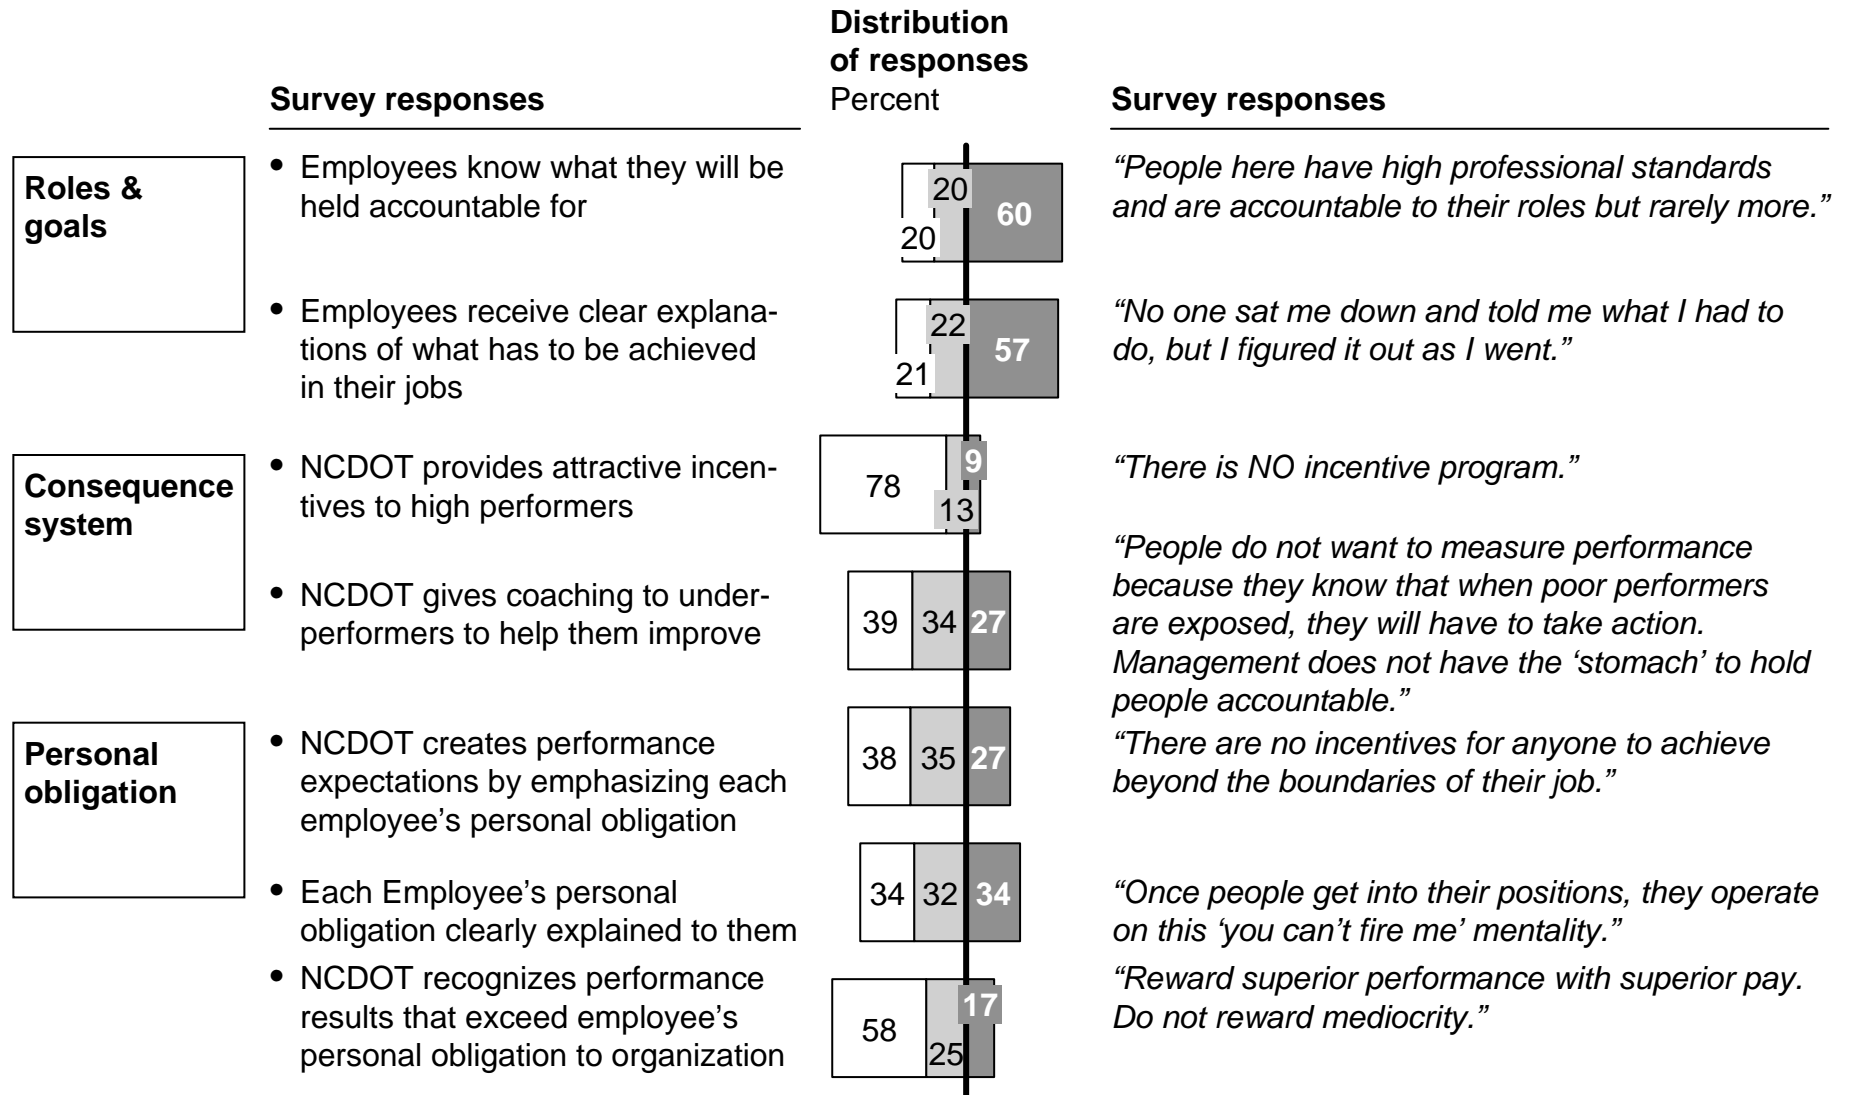 Distribution
of responses
Survey responses
Percent
Survey responses
Roles &
goals
• Employees know what they will be
held accountable for
20
60
20
“People here have high professional standards
and are accountable to their roles but rarely more.”
• Employees receive clear explana-
tions of what has to be achieved
in their jobs
22
57
21
“No one sat me down and told me what I had to
do, but I figured it out as I went.”
Consequence
system
• NCDOT provides attractive incen-
tives to high performers
78
9
13
“There is NO incentive program.”
• NCDOT gives coaching to under-
performers to help them improve
39
34
27
“People do not want to measure performance
because they know that when poor performers
are exposed, they will have to take action.
Management does not have the ‘stomach’ to hold
people accountable.”
Personal
obligation
• NCDOT creates performance
expectations by emphasizing each
employee’s personal obligation
38
35
27
“There are no incentives for anyone to achieve
beyond the boundaries of their job.”
• Each Employee’s personal
obligation clearly explained to them
34
32
34
“Once people get into their positions, they operate
on this ‘you can’t fire me’ mentality.”
• NCDOT recognizes performance
results that exceed employee’s
personal obligation to organization
58
17
25
“Reward superior performance with superior pay.
Do not reward mediocrity.”